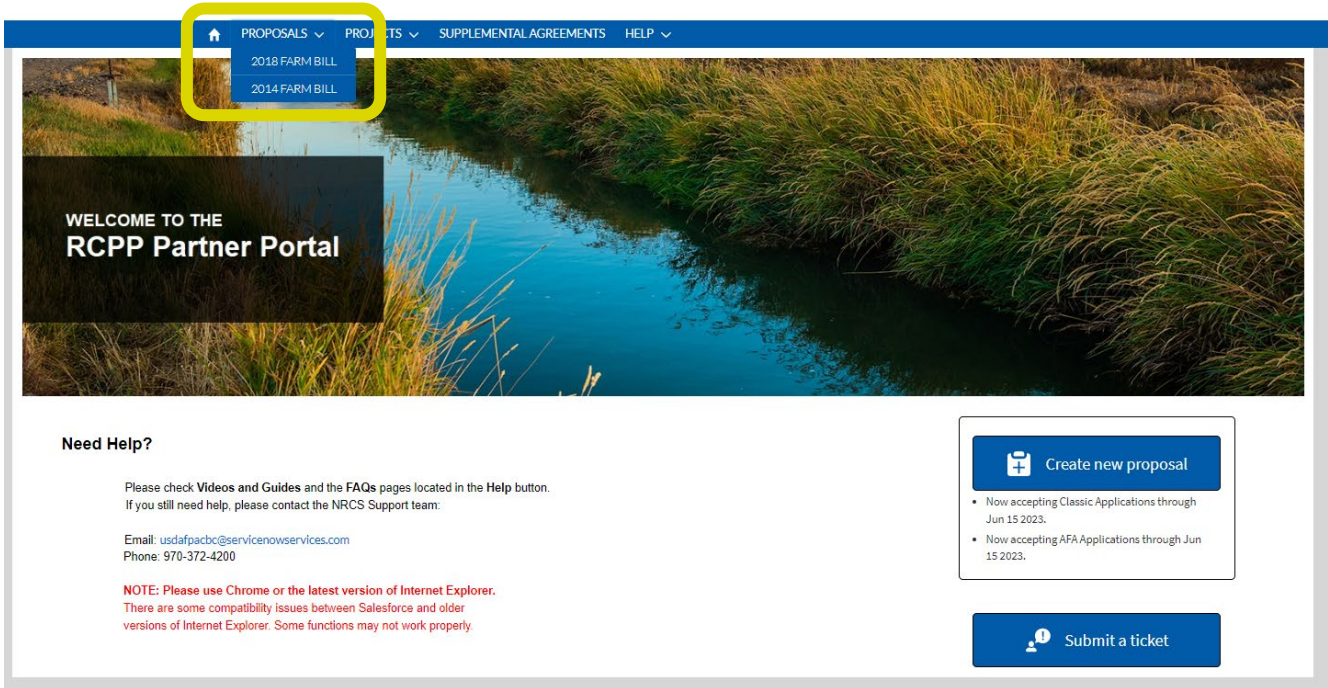 PROPOSALS PROJECTS SUPPLEMENTAL AGREEMENTS HELP
2018 FARM BILL
2014 FARM BILL
WELCOME TO THE
RCPP Partner Portal
Need Help?
Please check Videos and Guides and the FAQs pages located in the Help button.
If you still need help, please contact the NRCS Support team:
Email: usdafpacbc@servicenowservices.com
Phone: 970-372-4200
NOTE: Please use Chrome or the latest version of Internet Explorer.
There are some compatibility issues between Salesforce and older
versions of Internet Explorer. Some functions may not work properly.
Create new proposal
• Now accepting Classic Applications through
Jun 15 2023.
• Now accepting AFA Applications through Jun
15 2023.
Submit a ticket